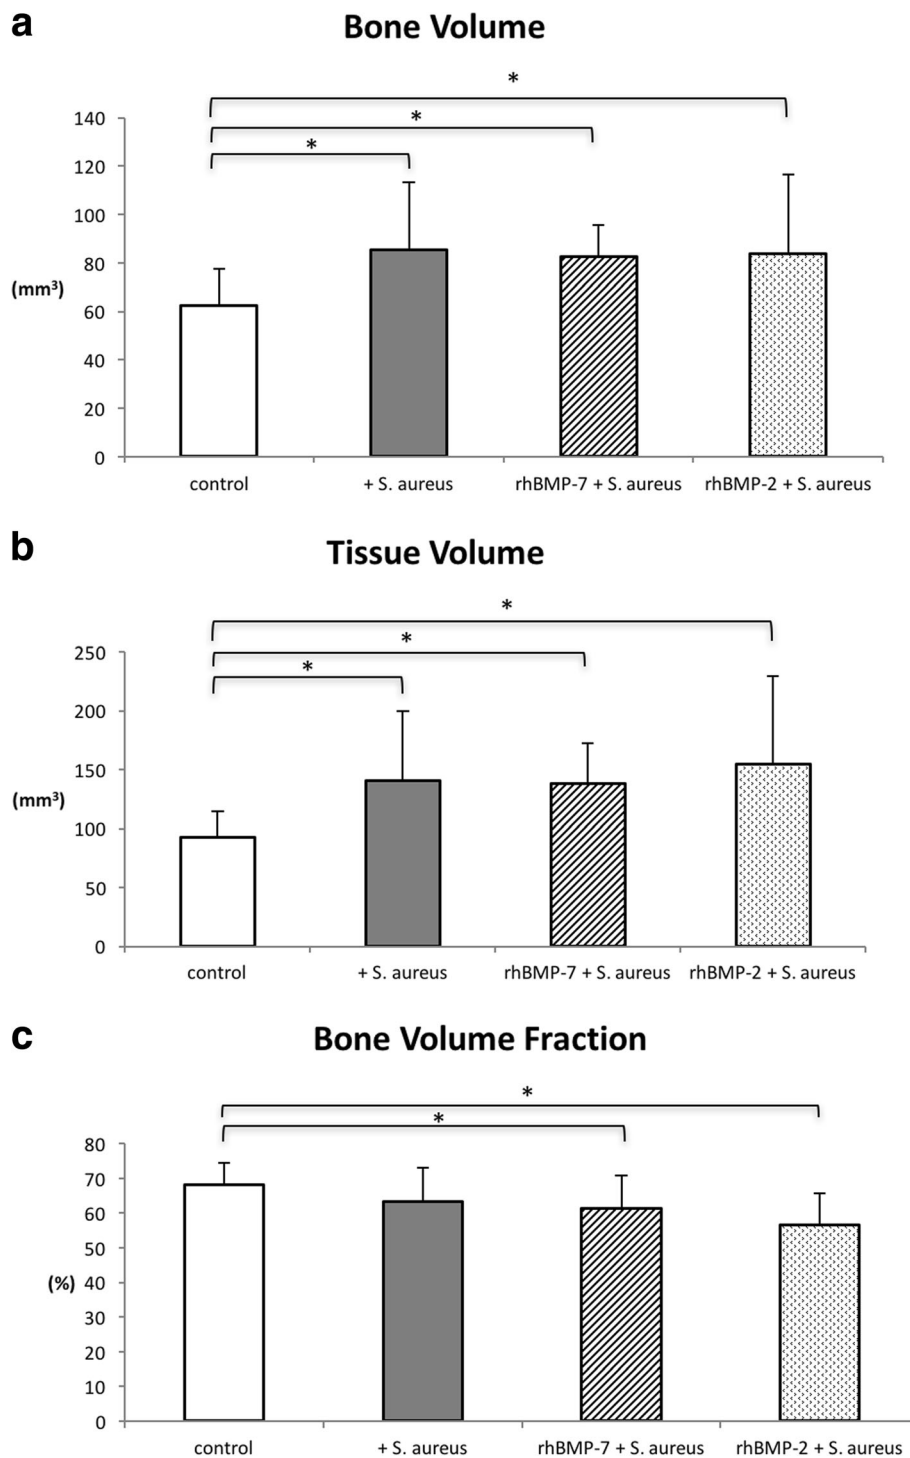 a
Bone Volume
*
*
*
140
120
100
80
(mm³)
60
40
20
0
control + S. aureus rhBMP-7 + S. aureus rhBMP-2 + S. aureus
b
Tissue Volume
*
*
*
250
200
150
(mm³)
100
50
0
control + S. aureus rhBMP-7 + S. aureus rhBMP-2 + S. aureus
c
Bone Volume Fraction
*
*
80
70
60
50
(%) 40
30
20
10
0
control + S. aureus rhBMP-7 + S. aureus rhBMP-2 + S. aureus